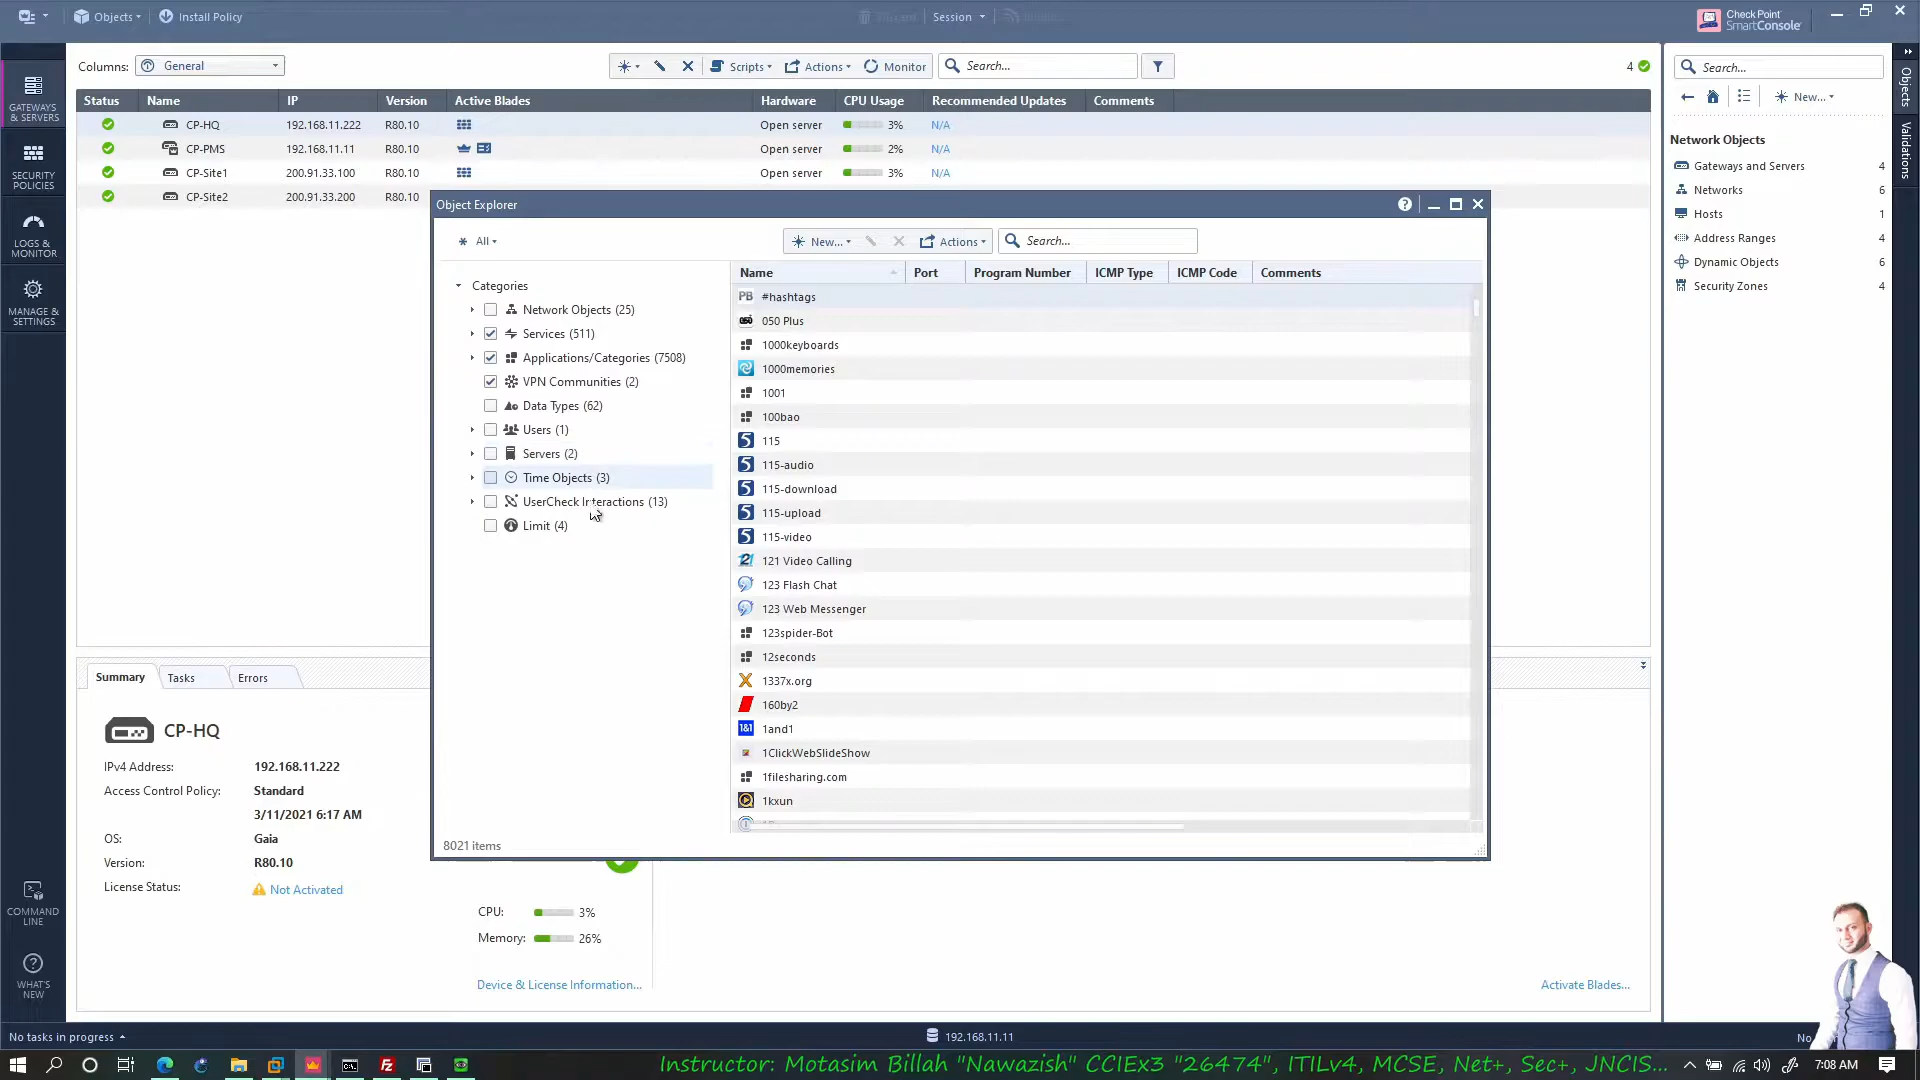 Objects
Install Policy
Discard
Session
Check Point
SmartConsole
Columns:
General
Scripts
Actions
Monitor
Search...
4
Search...
Status Name IP Version Active Blades Hardware CPU Usage Recommended Updates Comments
CP-HQ 192.168.11.222 R80.10 Open server 3% N/A
CP-PMS 192.168.11.11 R80.10 Open server 2% N/A
CP-Site1 200.91.33.100 R80.10 Open server 3% N/A
CP-Site2 200.91.33.200 R80.10
GATEWAYS
& SERVERS
SECURITY
POLICIES
LOGS &
MONITOR
MANAGE &
SETTINGS
COMMAND
LINE
WHAT'S
NEW
New...
Network Objects
Gateways and Servers 4
Networks 6
Hosts 1
Address Ranges 4
Dynamic Objects 6
Security Zones 4
Objects
Validations
Object Explorer
All
New...
Actions
Search...
Categories
Network Objects (25)
Services (511)
Applications/Categories (7508)
VPN Communities (2)
Data Types (62)
Users (1)
Servers (2)
Time Objects (3)
UserCheck Interactions (13)
Limit (4)
Name Port Program Number ICMP Type ICMP Code Comments
PB #hashtags
050 Plus
1000keyboards
1000memories
1001
100bao
5 115
5 115-audio
5 115-download
5 115-upload
5 115-video
121 Video Calling
123 Flash Chat
123 Web Messenger
123spider-Bot
12seconds
1337x.org
160by2
1&1 1and1
1ClickWebSlideShow
1filesharing.com
1kxun
8021 items
Summary
Tasks
Errors
CP-HQ
IPv4 Address: 192.168.11.222
Access Control Policy: Standard
3/11/2021 6:17 AM
OS: Gaia
Version: R80.10
License Status: Not Activated
CPU: 3%
Memory: 26%
Device & License Information...
Activate Blades...
No tasks in progress
192.168.11.11
No
Instructor: Motasim Billah "Nawazish" CCIEx3 "26474", ITILv4, MCSE, Net+, Sec+, JNCIS...
7:08 AM